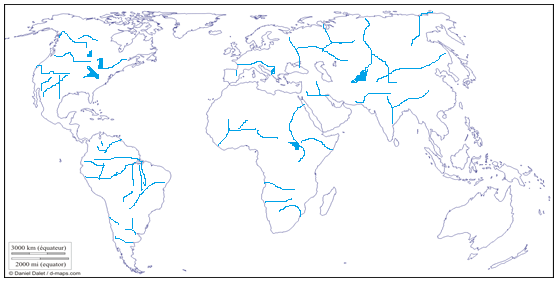 3000 km (équateur)
2000 mi (equator)
© Daniel Dalet / d-maps.com